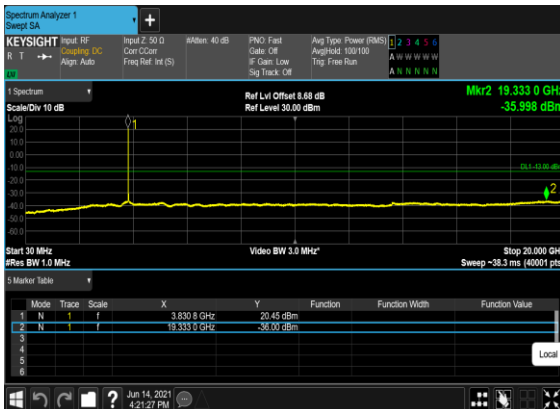 Spectrum Analyzer 1
Swept SA
KEYSIGHT Input: RF Input Z: 50 Ω #Atten: 40 dB PNO: Fast Avg Type: Power (RMS) 1 2 3 4 5 6
R T Coupling: DC Corr CCorr Gate: Off Avg|Hold: 100/100 A W W W W W
Align: Auto Freq Ref: Int (S) IF Gain: Low Trig: Free Run
Sig Track: Off A N N N N N
1 Spectrum
Ref Lvl Offset 8.68 dB Mkr2 19.333 0 GHz
Scale/Div 10 dB Ref Level 30.00 dBm -35.998 dBm
Log
20.0
10.0
0.00
-10.0
DL1 -13.00 dBm
-20.0
-30.0
-40.0
-50.0
-60.0
1
2
Start 30 MHz Video BW 3.0 MHz* Stop 20.000 GH
#Res BW 1.0 MHz Sweep ~38.3 ms (40001 pts
5 Marker Table
Mode Trace Scale X Y Function Function Width Function Value
1 N 1 f 3.830 8 GHz 20.45 dBm
2 N 1 f 19.333 0 GHz -36.00 dBm
3
4
5
6
Local
Jun 14, 2021
4:21:27 PM